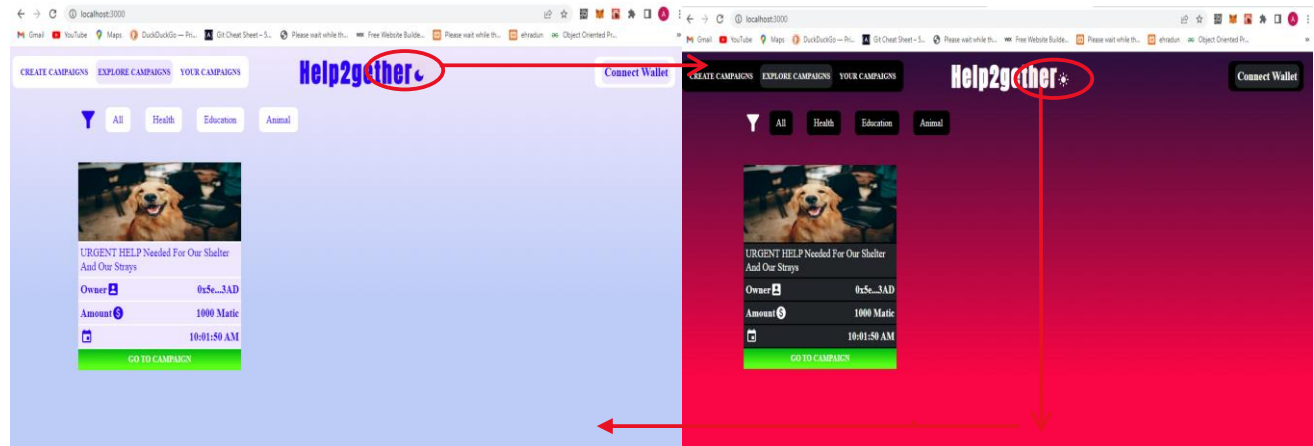 localhost:3000
Gmail YouTube Maps DuckDuckGo — Pri... Git Cheat Sheet – S... Please wait while th... Free Website Builde... Please wait while th... ehradun Object Oriented Pr...
CREATE CAMPAIGNS EXPLORE CAMPAIGNS YOUR CAMPAIGNS Help2gether Connect Wallet
All Health Education Animal
URGENT HELP Needed For Our Shelter
And Our Strays
Owner 0x5e...3AD
Amount 1000 Matic
10:01:50 AM
GO TO CAMPAIGN
localhost:3000
Gmail YouTube Maps DuckDuckGo — Pri... Git Cheat Sheet – S... Please wait while th... Free Website Builde... Please wait while th... ehradun Object Oriented Pr...
CREATE CAMPAIGNS EXPLORE CAMPAIGNS YOUR CAMPAIGNS Help2gether Connect Wallet
All Health Education Animal
URGENT HELP Needed For Our Shelter
And Our Strays
Owner 0x5e...3AD
Amount 1000 Matic
10:01:50 AM
GO TO CAMPAIGN